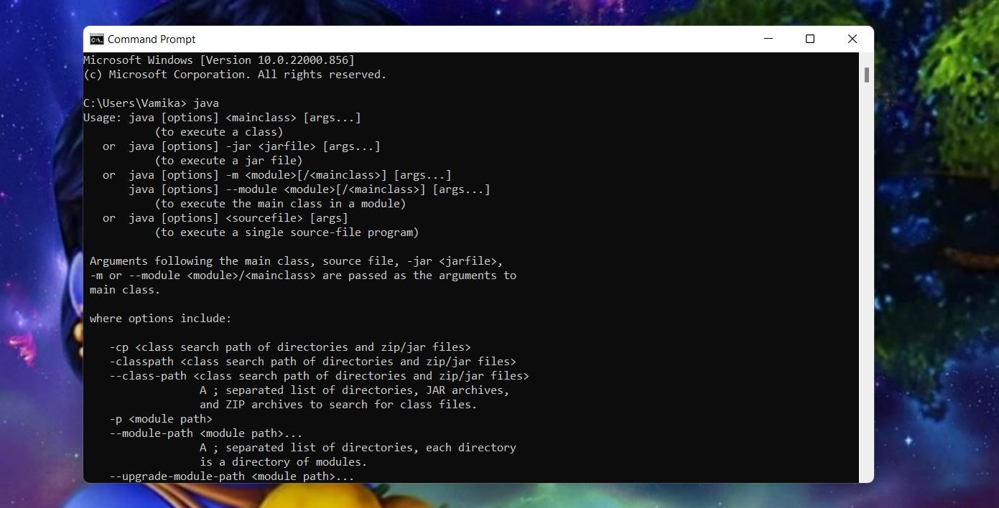 Command Prompt
Microsoft Windows [Version 10.0.22000.856]
(c) Microsoft Corporation. All rights reserved.
C:\Users\Vamika> java
Usage: java [options] <mainclass> [args...]
(to execute a class)
or  java [options] -jar <jarfile> [args...]
(to execute a jar file)
or  java [options] -m <module>[/<mainclass>] [args...]
java [options] --module <module>[/<mainclass>] [args...]
(to execute the main class in a module)
or  java [options] <sourcefile> [args]
(to execute a single source-file program)
Arguments following the main class, source file, -jar <jarfile>,
-m or --module <module>/<mainclass> are passed as the arguments to
main class.
where options include:
-cp <class search path of directories and zip/jar files>
-classpath <class search path of directories and zip/jar files>
--class-path <class search path of directories and zip/jar files>
A ; separated list of directories, JAR archives,
and ZIP archives to search for class files.
-p <module path>
--module-path <module path>...
A ; separated list of directories, each directory
is a directory of modules.
--upgrade-module-path <module path>...